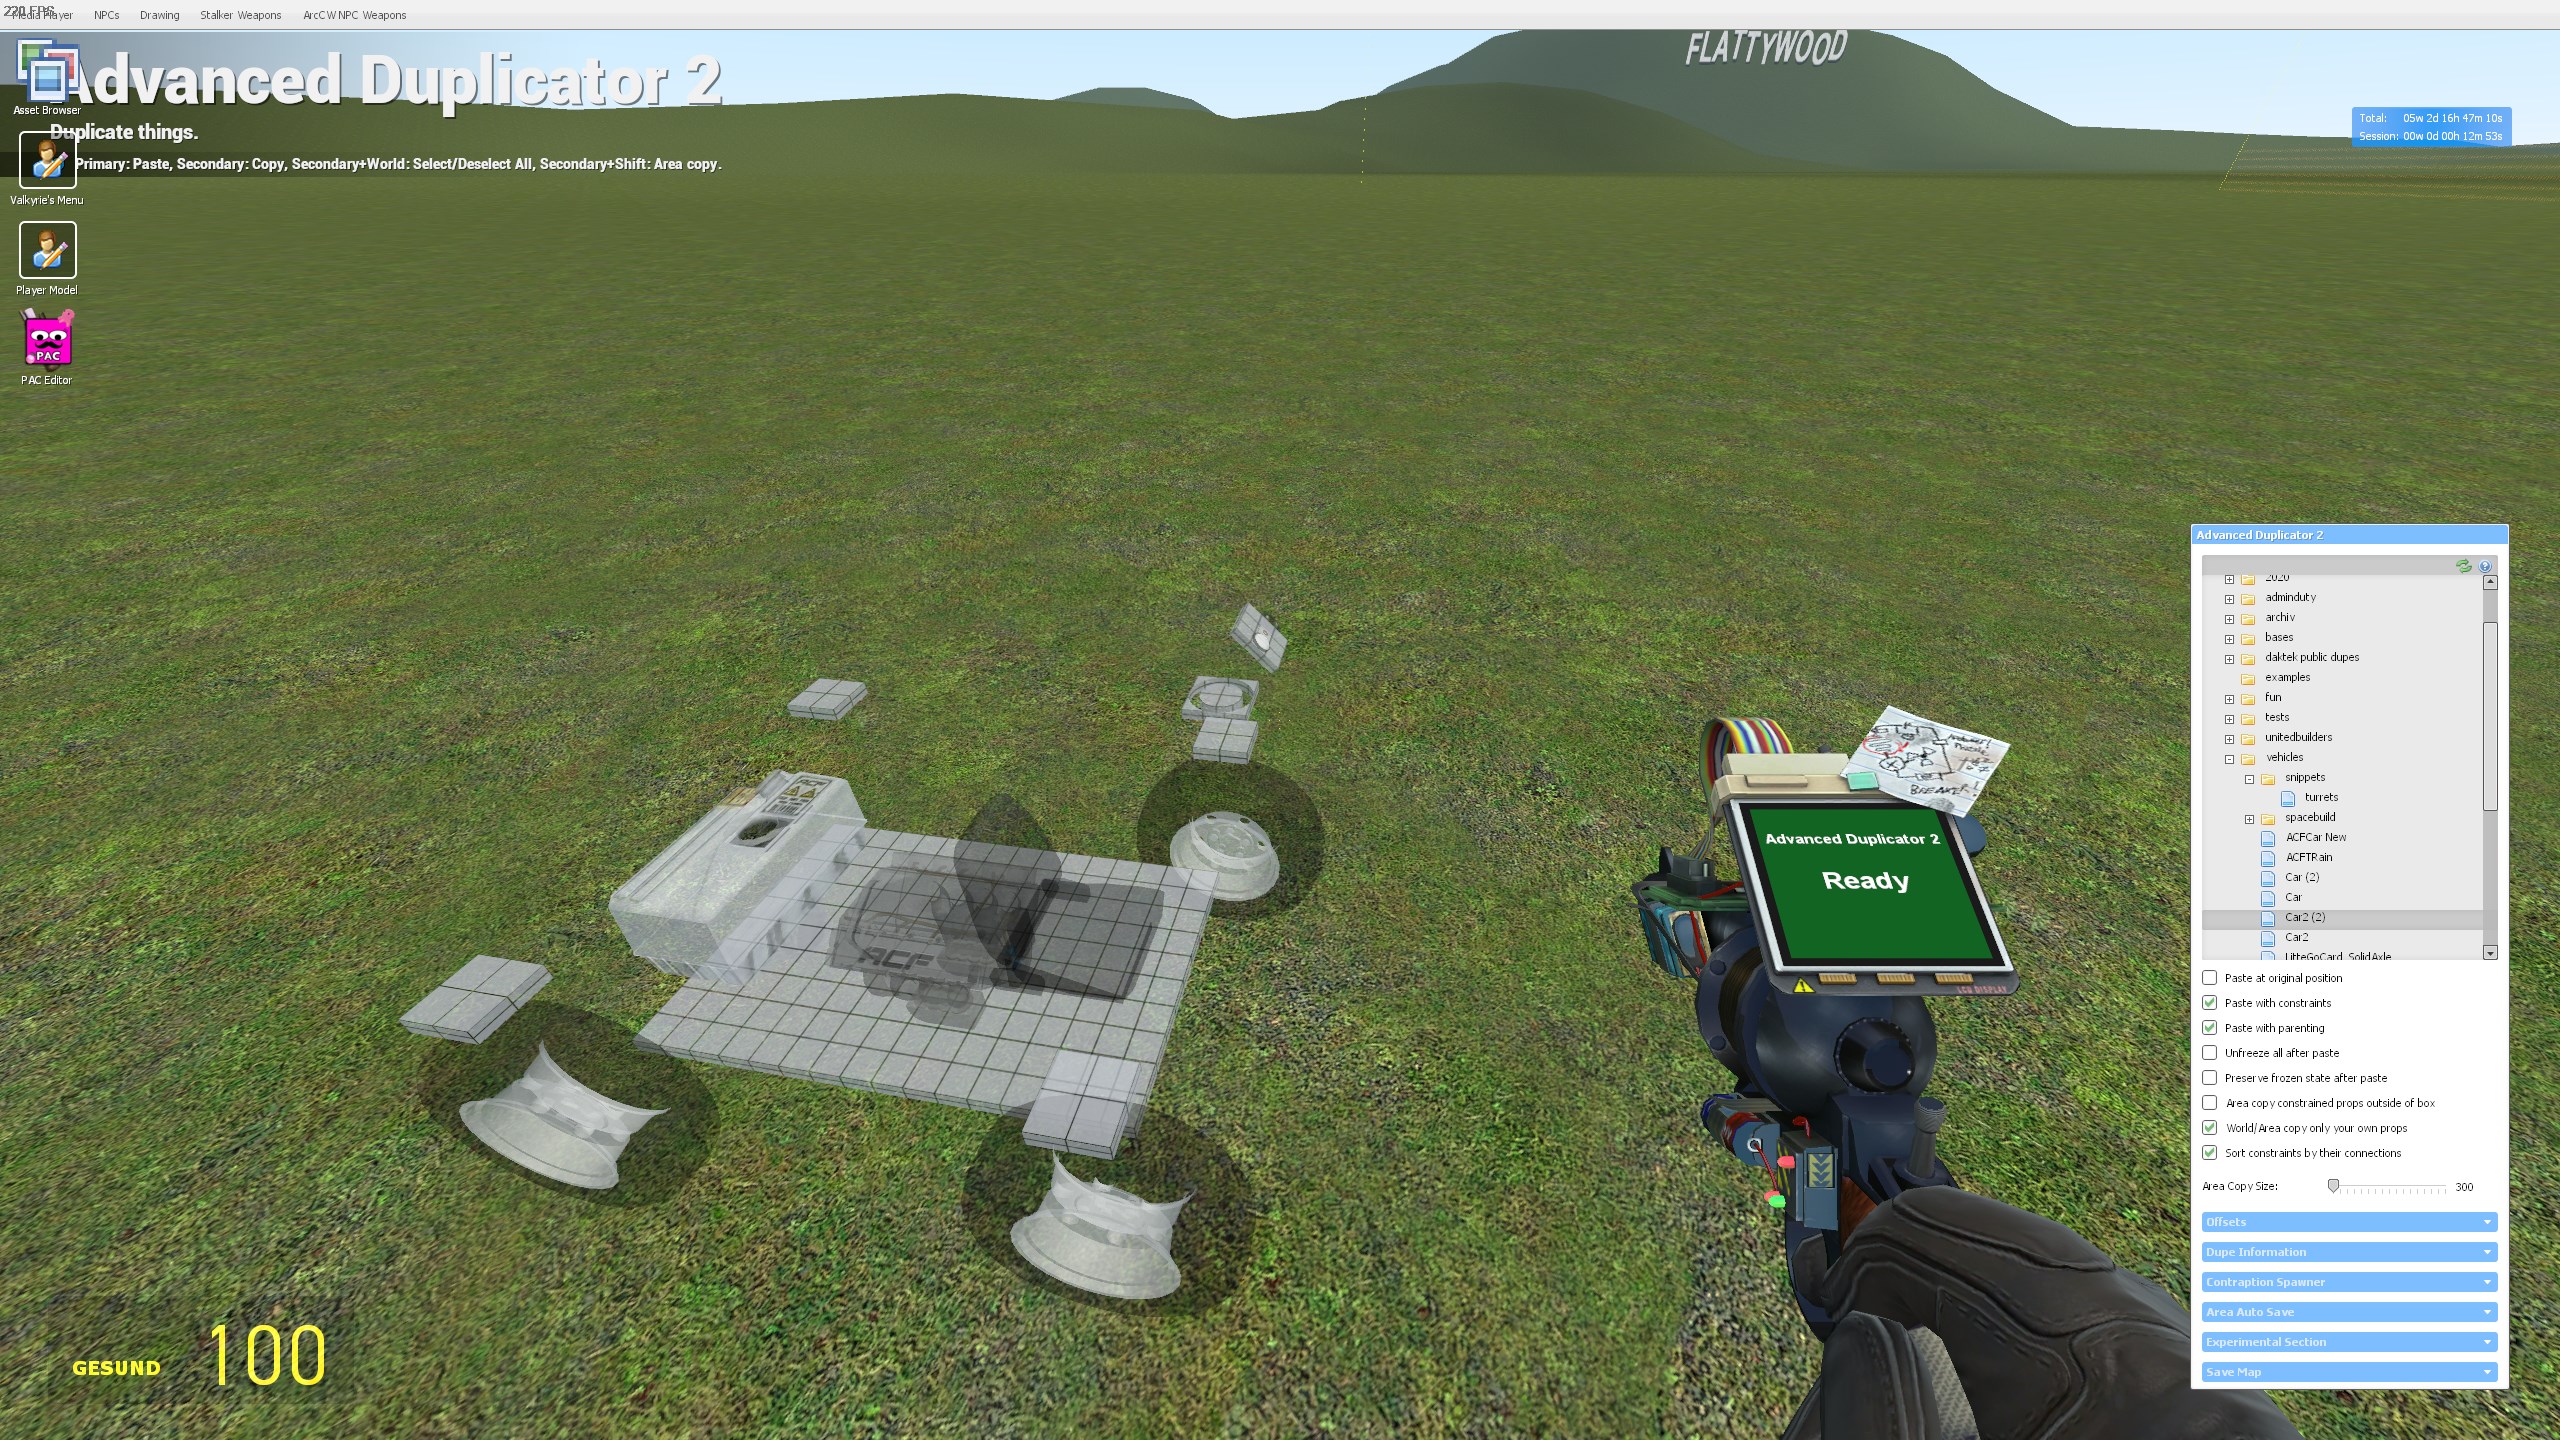 220 FPS
Media Player NPCs Drawing Stalker Weapons ArcCW NPC Weapons
FLATTYWOOD
Advanced Duplicator 2
Duplicate things.
Primary: Paste, Secondary: Copy, Secondary+World: Select/Deselect All, Secondary+Shift: Area copy.
Asset Browser
Valkyrie's Menu
Player Model
PAC
PAC Editor
Total: 05w 2d 16h 47m 10s
Session: 00w 0d 00h 12m 53s
Advanced Duplicator 2
2020
adminduty
archiv
bases
daktek public dupes
examples
fun
tests
unitedbuilders
vehicles
snippets
turrets
spacebuild
ACFCar New
ACFTRain
Car (2)
Car
Car2 (2)
Car2
LitteGoCard_SolidAxle
Paste at original position
Paste with constraints
Paste with parenting
Unfreeze all after paste
Preserve frozen state after paste
Area copy constrained props outside of box
World/Area copy only your own props
Sort constraints by their connections
Area Copy Size: 300
Offsets
Dupe Information
Contraption Spawner
Area Auto Save
Experimental Section
Save Map
BREAKS!
Advanced Duplicator 2
Ready
LCD DISPLAY
ACF
GESUND 100